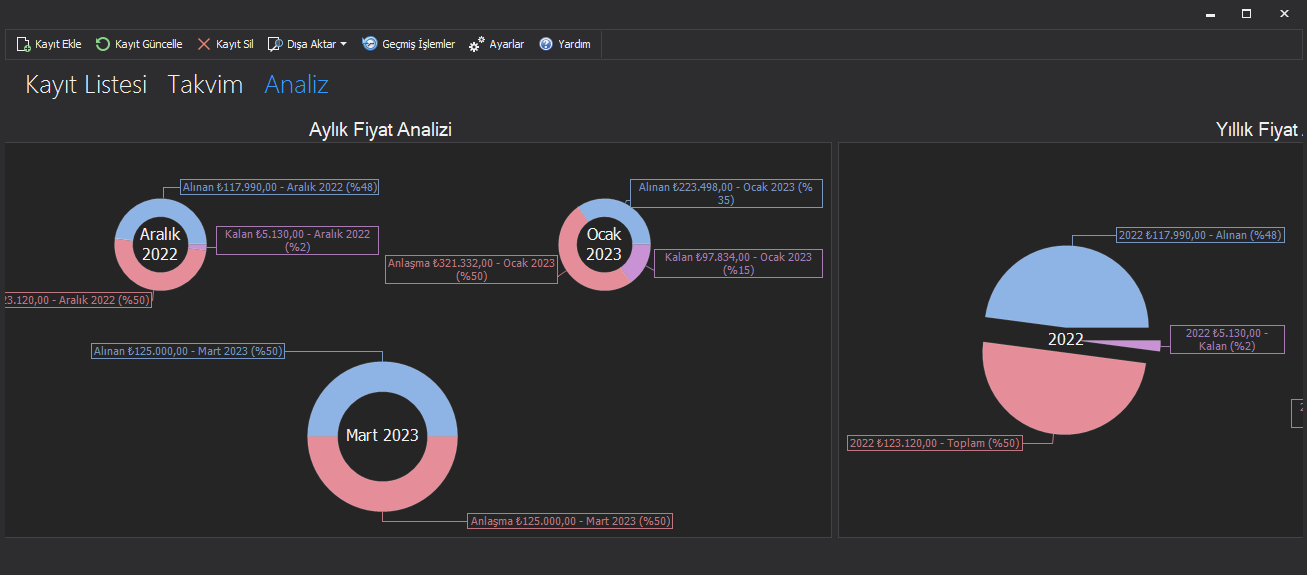 Kayıt Ekle Kayıt Güncelle Kayıt Sil Dışa Aktar Geçmiş İşlemler Ayarlar Yardım
Kayıt Listesi Takvim Analiz
Aylık Fiyat Analizi
Alınan ₺117.990,00 - Aralık 2022 (%48)
Aralık
2022
Kalan ₺5.130,00 - Aralık 2022
(%2)
23.120,00 - Aralık 2022 (%50)
Alınan ₺223.498,00 - Ocak 2023 (%
35)
Ocak
2023
Kalan ₺97.834,00 - Ocak 2023
(%15)
Anlaşma ₺321.332,00 - Ocak 2023
(%50)
Alınan ₺125.000,00 - Mart 2023 (%50)
Mart 2023
Anlaşma ₺125.000,00 - Mart 2023 (%50)
Yıllık Fiyat
2022 ₺117.990,00 - Alınan (%48)
2022
2022 ₺5.130,00 -
Kalan (%2)
2022 ₺123.120,00 - Toplam (%50)